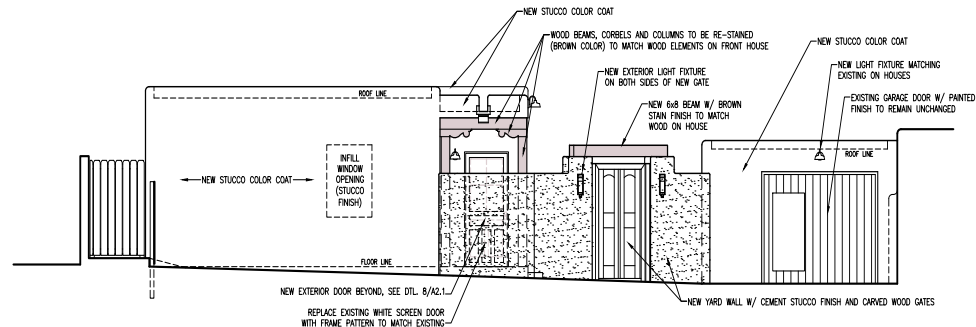 NEW STUCCO COLOR COAT
WOOD BEAMS, CORBELS AND COLUMNS TO BE RE-STAINED
(BROWN COLOR) TO MATCH WOOD ELEMENTS ON FRONT HOUSE
NEW STUCCO COLOR COAT
NEW LIGHT FIXTURE MATCHING
EXISTING ON HOUSES
NEW EXTERIOR LIGHT FIXTURE
ON BOTH SIDES OF NEW GATE
EXISTING GARAGE DOOR W/ PAINTED
FINISH TO REMAIN UNCHANGED
NEW 6x8 BEAM W/ BROWN
STAIN FINISH TO MATCH
WOOD ON HOUSE
ROOF LINE
ROOF LINE
INFILL
WINDOW
OPENING
(STUCCO
FINISH)
NEW STUCCO COLOR COAT
FLOOR LINE
NEW EXTERIOR DOOR BEYOND, SEE DTL. 8/A2.1
NEW YARD WALL W/ CEMENT STUCCO FINISH AND CARVED WOOD GATES
REPLACE EXISTING WHITE SCREEN DOOR
WITH FRAME PATTERN TO MATCH EXISTING